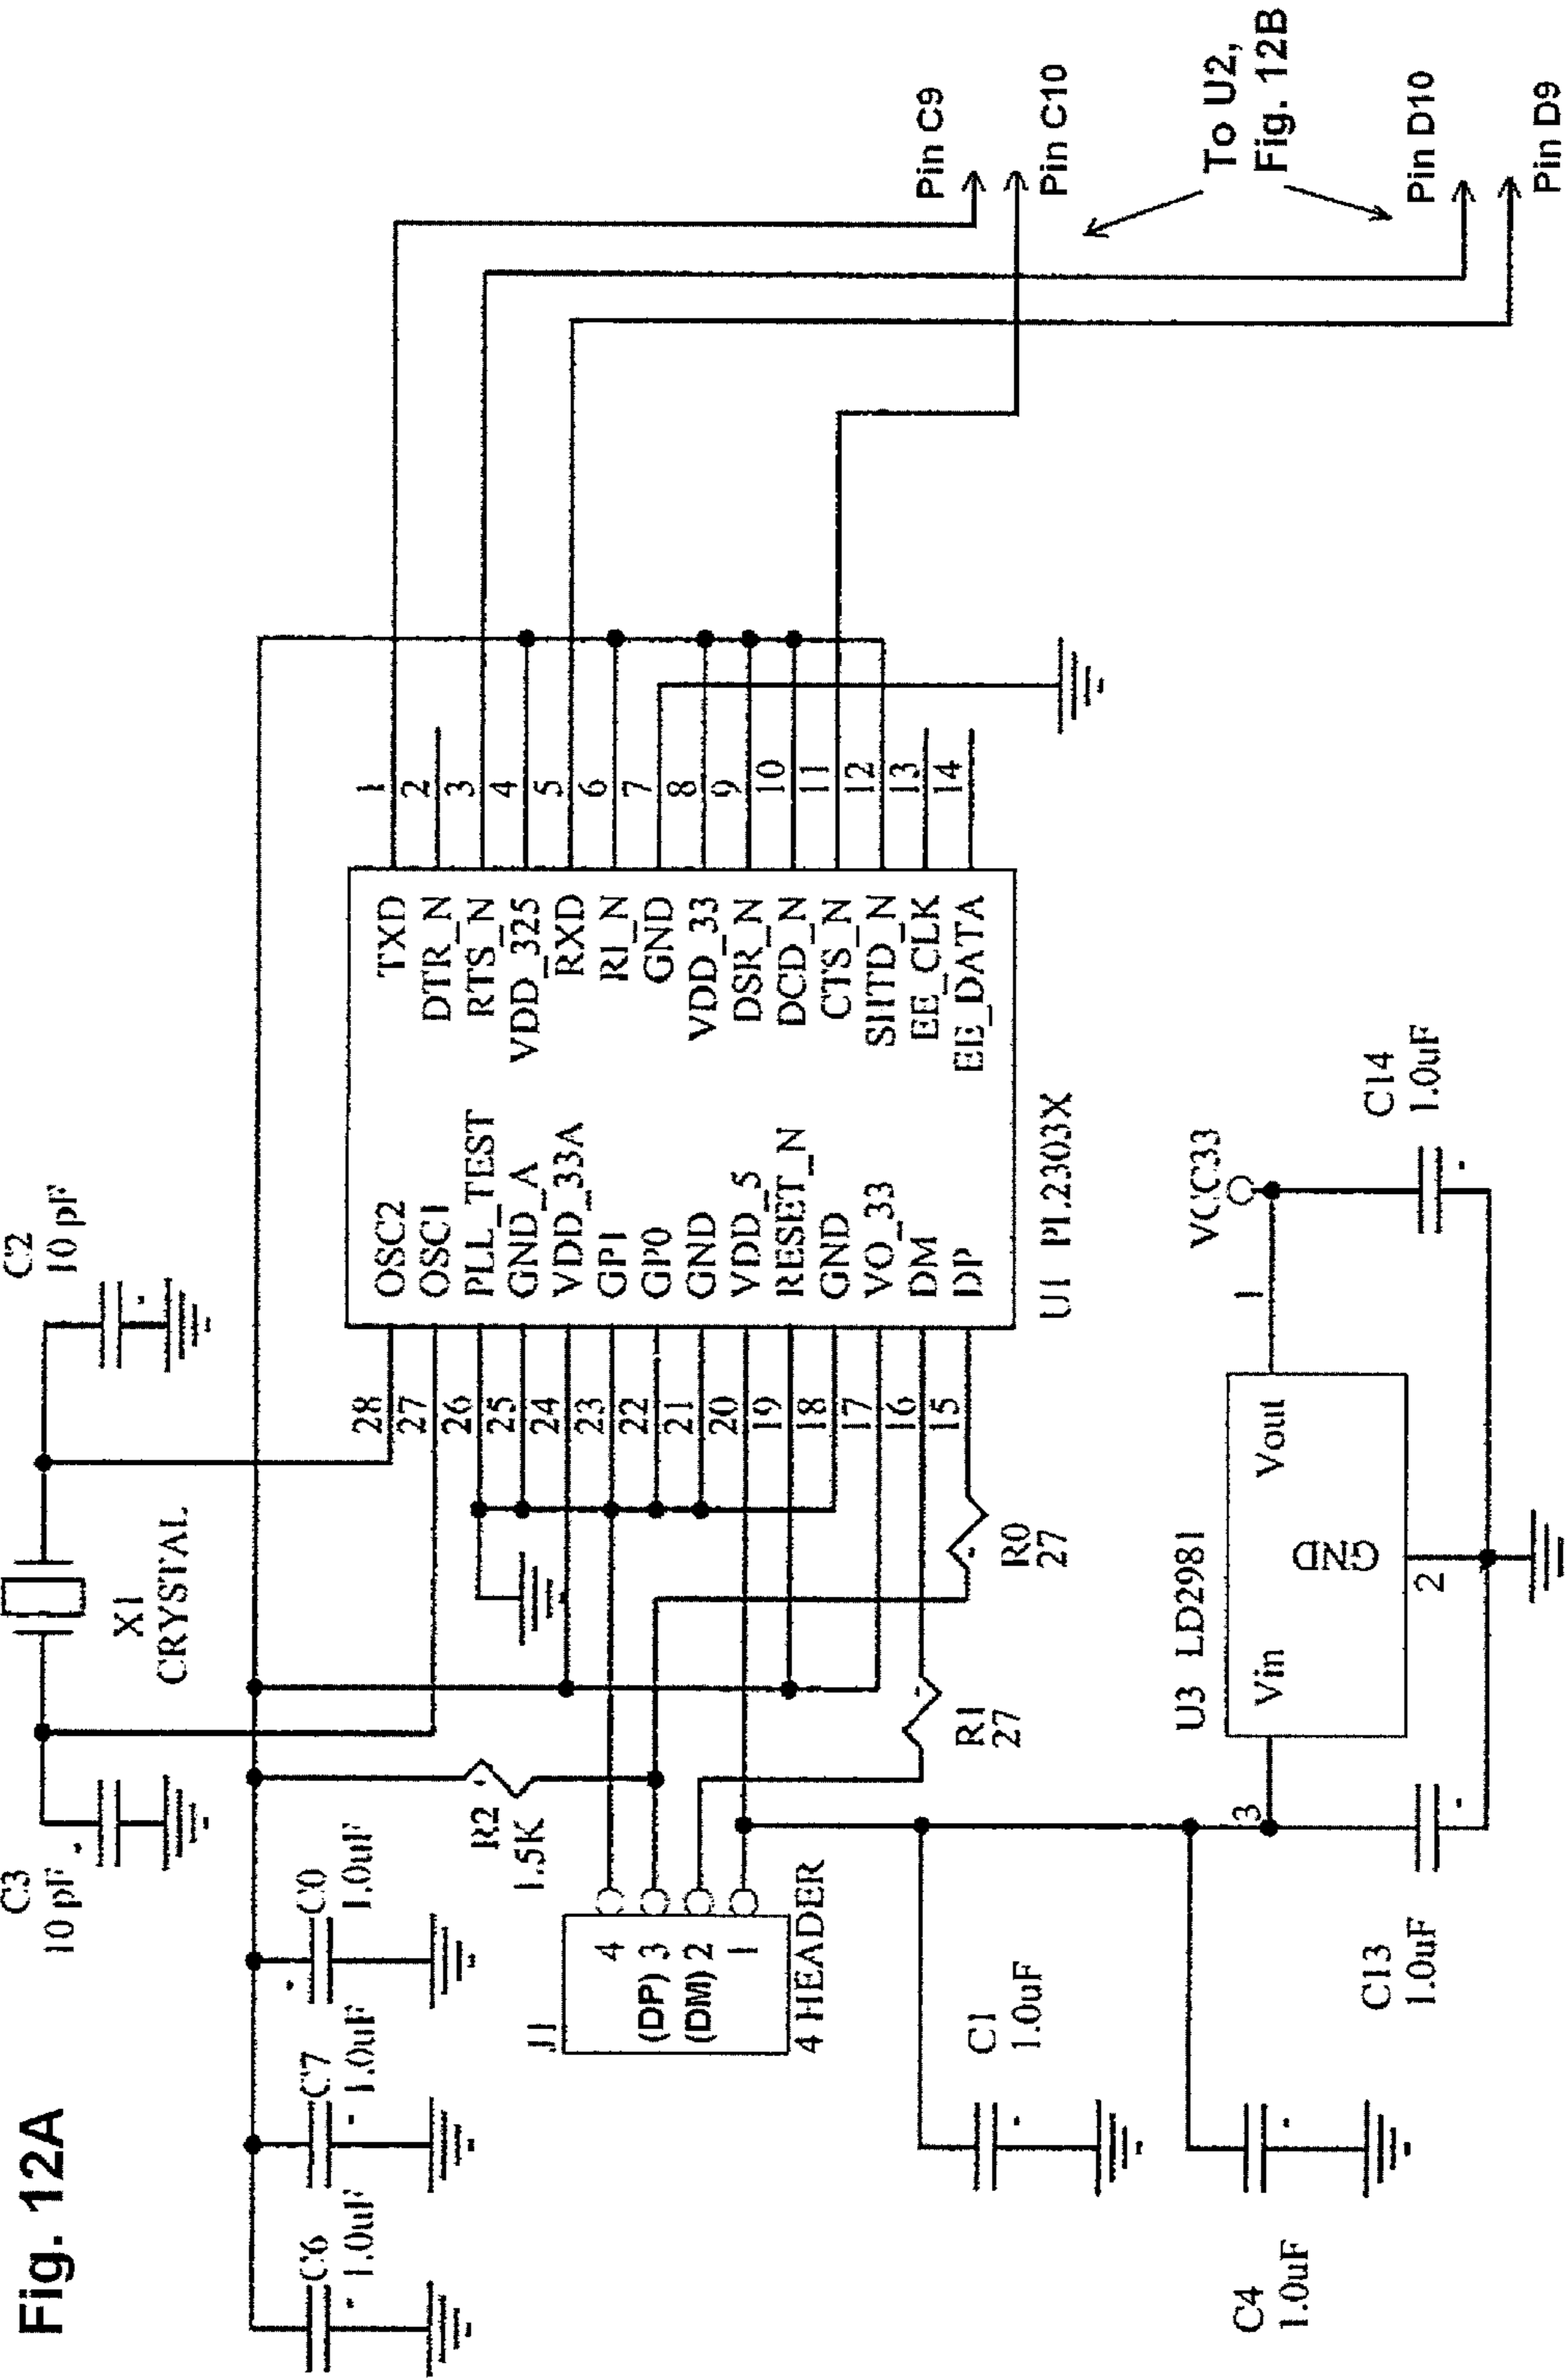 Fig. 12A
C3
10 pF
X1
CRYSTAL
C2
10 pF
C6
1.0uF
C7
1.0uF
C0
1.0uF
R2
1.5K
J1
4
(DP) 3
(DM) 2
1
4 HEADER
28
27
26
25
24
23
22
21
20
19
18
17
16
15
OSC2
OSC1
PLL_TEST
GND_A
VDD_33A
GP1
GP0
GND
VDD_5
RESET_N
GND
VO_33
DM
DP
TXD
DTR_N
RTS_N
VDD_325
RXD
RI_N
GND
VDD_33
DSR_N
DCD_N
CTS_N
SHTD_N
EE_CLK
EE_DATA
1
2
3
4
5
6
7
8
9
10
11
12
13
14
U1 PL2303X
R0
27
R1
27
Pin C9
Pin C10
To U2,
Fig. 12B
Pin D10
Pin D9
C1
1.0uF
C4
1.0uF
C13
1.0uF
U3 LD2981
3
Vin
GND
Vout
2
1
VCC33
C14
1.0uF